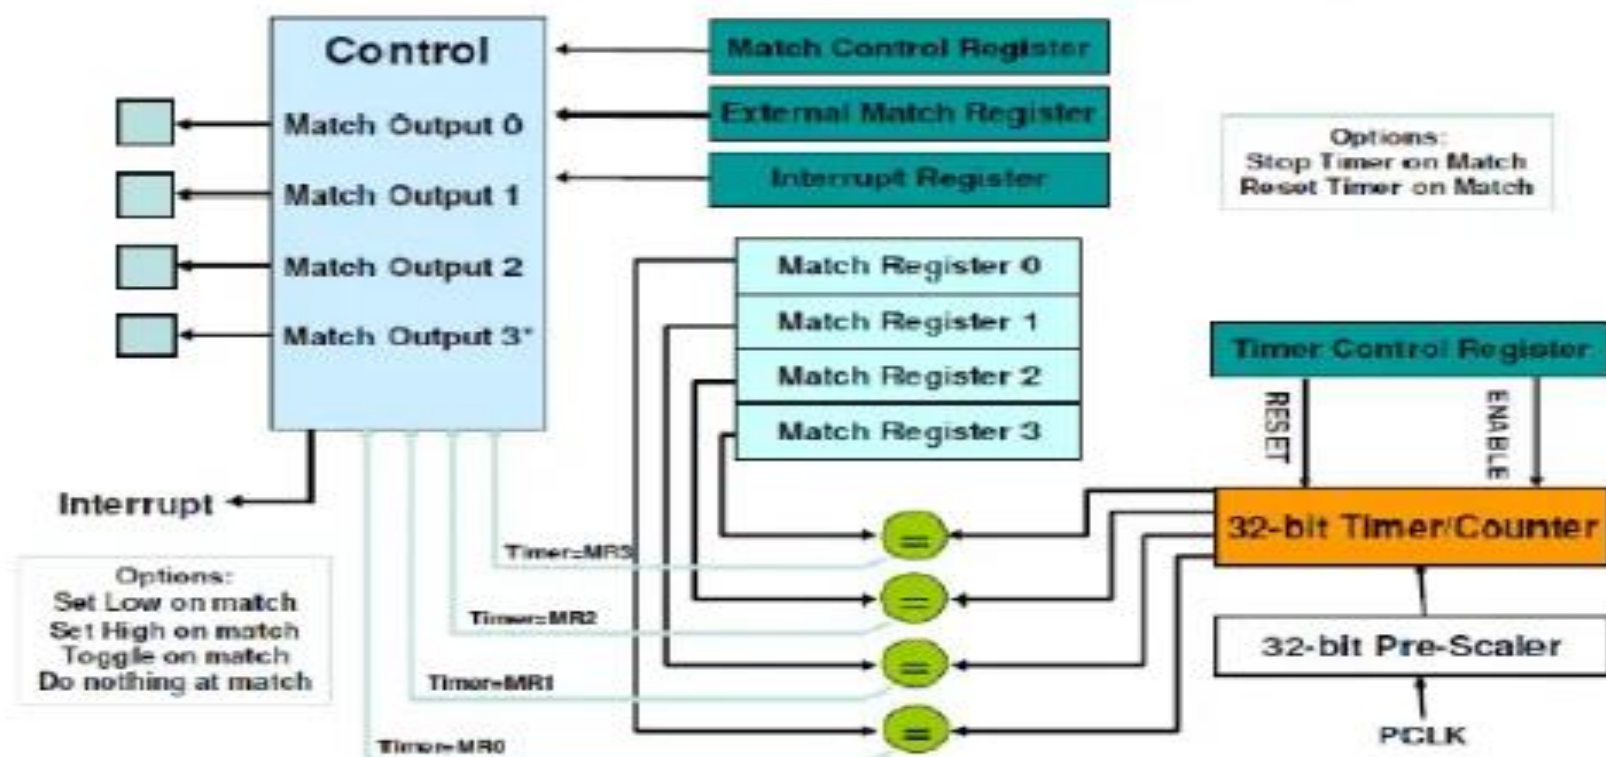 Control
Match Output 0
Match Output 1
Match Output 2
Match Output 3*
Interrupt
Options:
Set Low on match
Set High on match
Toggle on match
Do nothing at match
Match Control Register
External Match Register
Interrupt Register
Match Register 0
Match Register 1
Match Register 2
Match Register 3
Options:
Stop Timer on Match
Reset Timer on Match
Timer Control Register
RESET
ENABLE
32-bit Timer/Counter
32-bit Pre-Scaler
PCLK
=
=
=
=
Timer=MR3
Timer=MR2
Timer=MR1
Timer=MR0